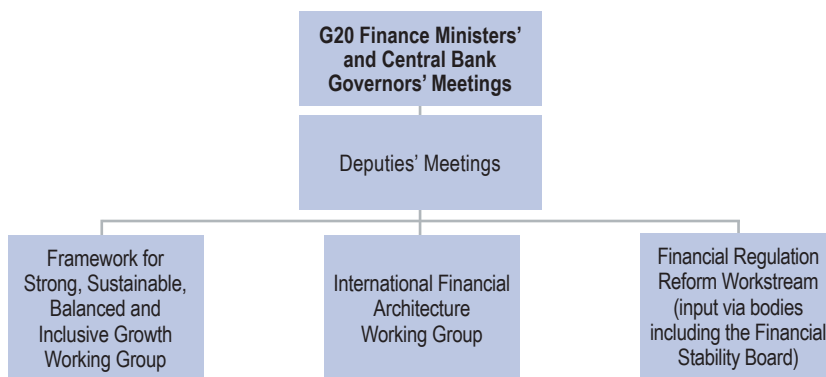 G20 Finance Ministers’
and Central Bank
Governors’ Meetings
Deputies’ Meetings
Framework for
Strong, Sustainable,
Balanced and
Inclusive Growth
Working Group
International Financial
Architecture
Working Group
Financial Regulation
Reform Workstream
(input via bodies
including the Financial
Stability Board)